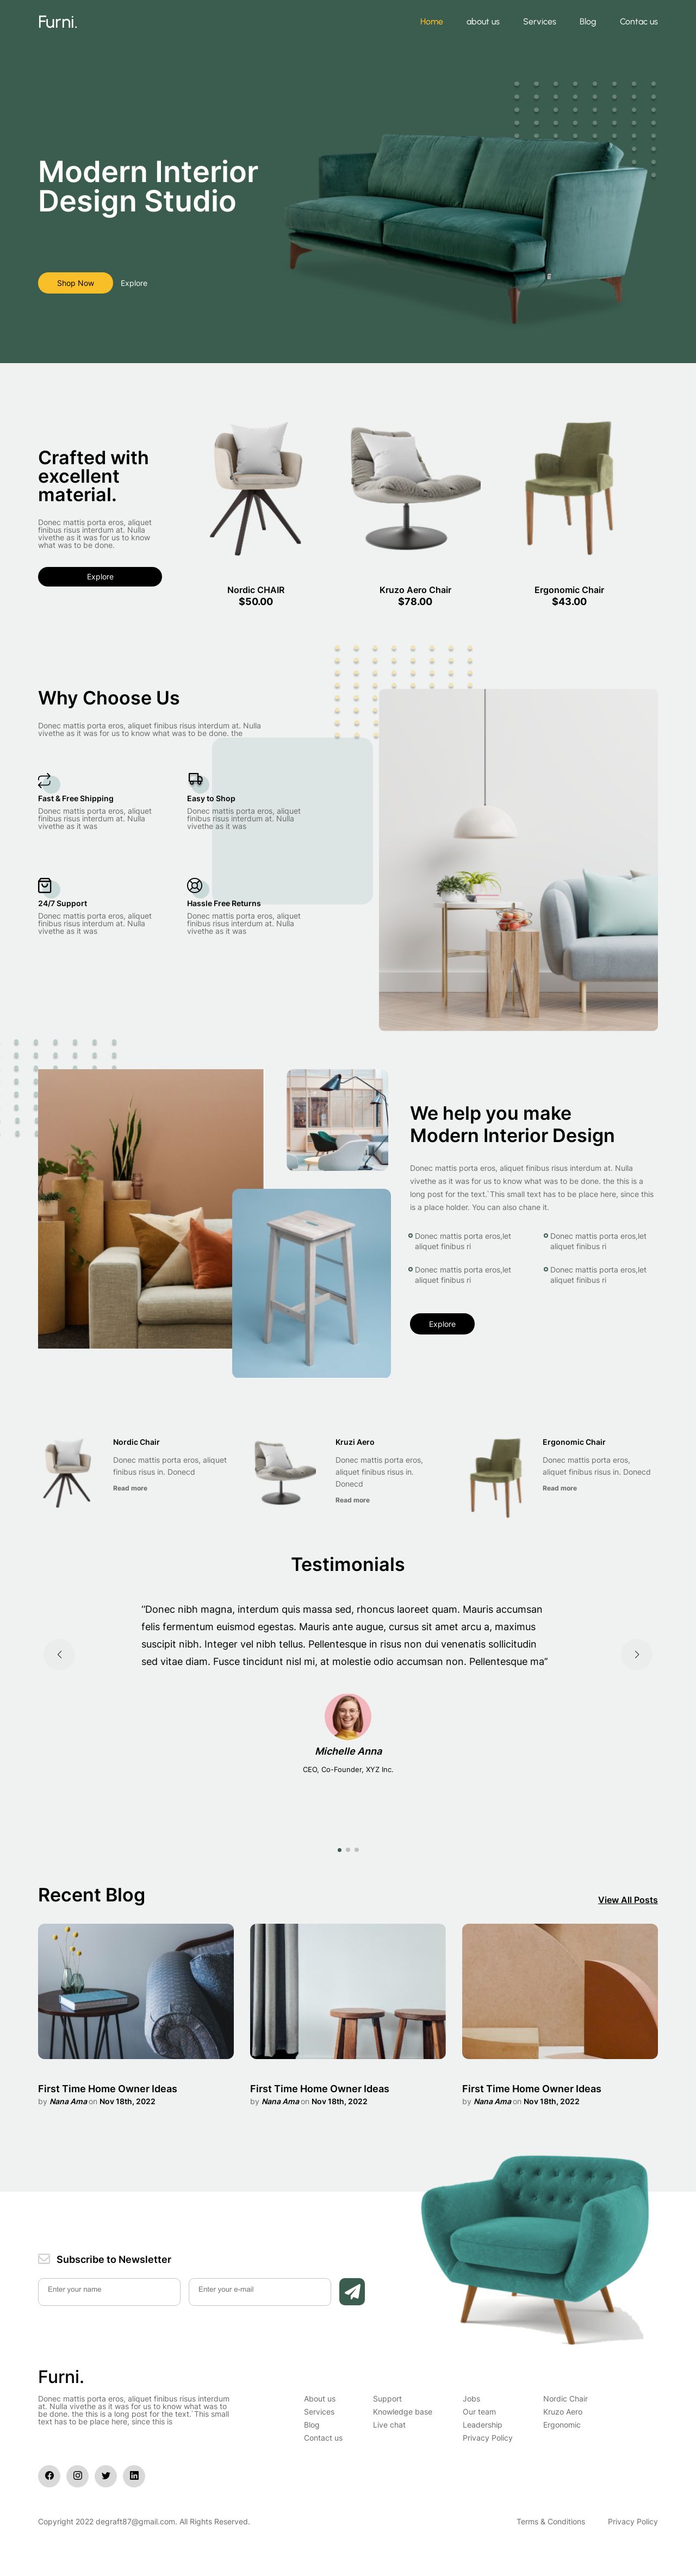 Furni.
Home
about us
Services
Blog
Contac us
Modern Interior
Design Studio
Shop Now
Explore
Crafted with
excellent
material.
Donec mattis porta eros, aliquet
finibus risus interdum at. Nulla
vivethe as it was for us to know
what was to be done.
Explore
Nordic CHAIR
$50.00
Kruzo Aero Chair
$78.00
Ergonomic Chair
$43.00
Why Choose Us
Donec mattis porta eros, aliquet finibus risus interdum at. Nulla
vivethe as it was for us to know what was to be done. the
Fast & Free Shipping
Donec mattis porta eros, aliquet
finibus risus interdum at. Nulla
vivethe as it was
Easy to Shop
Donec mattis porta eros, aliquet
finibus risus interdum at. Nulla
vivethe as it was
24/7 Support
Donec mattis porta eros, aliquet
finibus risus interdum at. Nulla
vivethe as it was
Hassle Free Returns
Donec mattis porta eros, aliquet
finibus risus interdum at. Nulla
vivethe as it was
We help you make
Modern Interior Design
Donec mattis porta eros, aliquet finibus risus interdum at. Nulla
vivethe as it was for us to know what was to be done. the this is a
long post for the text.`This small text has to be place here, since this
is a place holder. You can also chane it.
Donec mattis porta eros,let
aliquet finibus ri
Donec mattis porta eros,let
aliquet finibus ri
Donec mattis porta eros,let
aliquet finibus ri
Donec mattis porta eros,let
aliquet finibus ri
Explore
Nordic Chair
Donec mattis porta eros, aliquet
finibus risus in. Donecd
Read more
Kruzi Aero
Donec mattis porta eros,
aliquet finibus risus in.
Donecd
Read more
Ergonomic Chair
Donec mattis porta eros,
aliquet finibus risus in. Donecd
Read more
Testimonials
“Donec nibh magna, interdum quis massa sed, rhoncus laoreet quam. Mauris accumsan
felis fermentum euismod egestas. Mauris ante augue, cursus sit amet arcu a, maximus
suscipit nibh. Integer vel nibh tellus. Pellentesque in risus non dui venenatis sollicitudin
sed vitae diam. Fusce tincidunt nisl mi, at molestie odio accumsan non. Pellentesque ma”
Michelle Anna
CEO, Co-Founder, XYZ Inc.
Recent Blog
View All Posts
First Time Home Owner Ideas
by Nana Ama on Nov 18th, 2022
First Time Home Owner Ideas
by Nana Ama on Nov 18th, 2022
First Time Home Owner Ideas
by Nana Ama on Nov 18th, 2022
Subscribe to Newsletter
Enter your name
Enter your e-mail
Furni.
Donec mattis porta eros, aliquet finibus risus interdum
at. Nulla vivethe as it was for us to know what was to
be done. the this is a long post for the text.`This small
text has to be place here, since this is
About us
Services
Blog
Contact us
Support
Knowledge base
Live chat
Jobs
Our team
Leadership
Privacy Policy
Nordic Chair
Kruzo Aero
Ergonomic
Copyright 2022 degraft87@gmail.com. All Rights Reserved.
Terms & Conditions
Privacy Policy